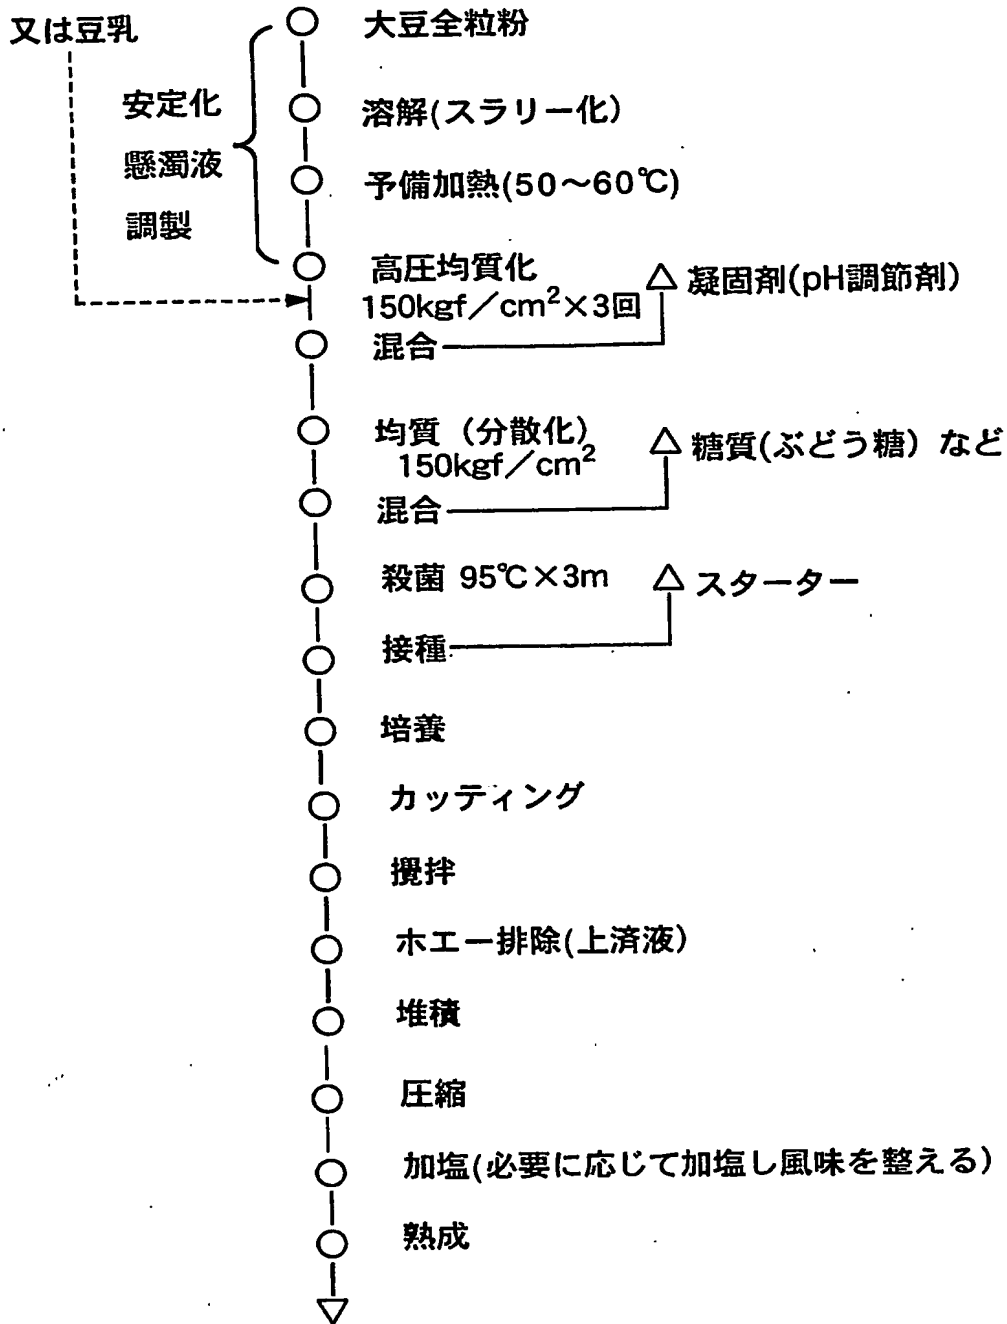 又は豆乳
大豆全粒粉
安定化
懸濁液
調製
溶解(スラリー化)
予備加熱(50〜60℃)
高圧均質化
150kgf/cm²×3回
凝固剤(pH調節剤)
混合
均質 (分散化)
150kgf/cm²
糖質(ぶどう糖) など
混合
殺菌 95℃×3m
スターター
接種
培養
カッティング
攪拌
ホエー排除(上済液)
堆積
圧縮
加塩(必要に応じて加塩し風味を整える)
熟成